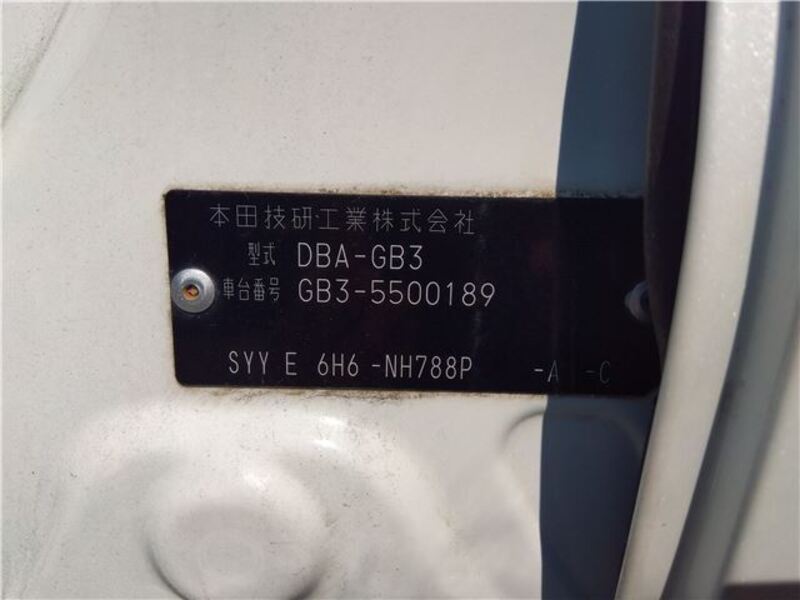 本田技研工業株式会社
型式 DBA-GB3
車台番号 GB3-5500189
SYY E 6H6 -NH788P -A -C